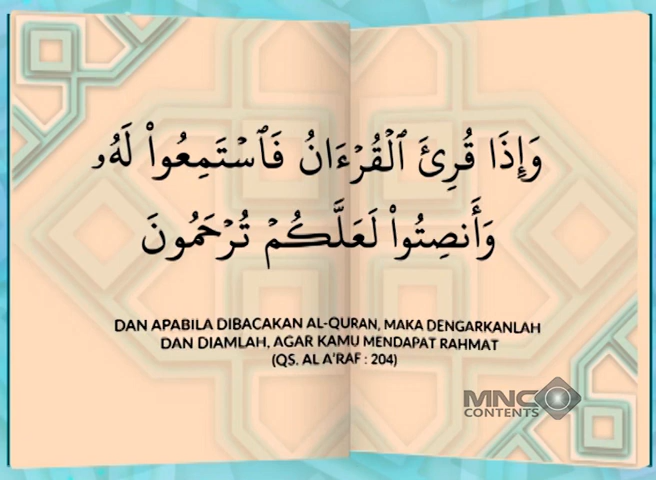 وَإِذَا قُرِئَ ٱلْقُرْءَانُ فَٱسْتَمِعُوا۟ لَهُۥ
وَأَنصِتُوا۟ لَعَلَّكُمْ تُرْحَمُونَ
DAN APABILA DIBACAKAN AL-QURAN, MAKA DENGARKANLAH
DAN DIAMLAH, AGAR KAMU MENDAPAT RAHMAT
(QS. AL A'RAF : 204)
MNC
CONTENTS